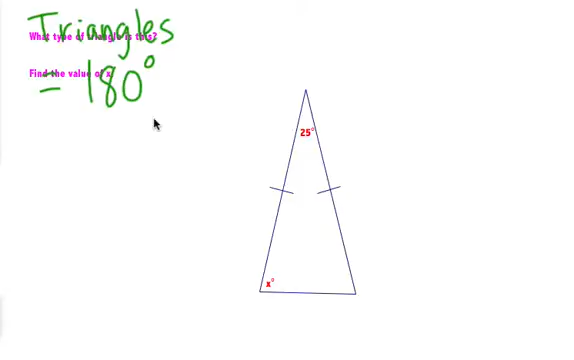 Triangles
What type of triangle is this?
Find the value of x
= 180°
25°
x°